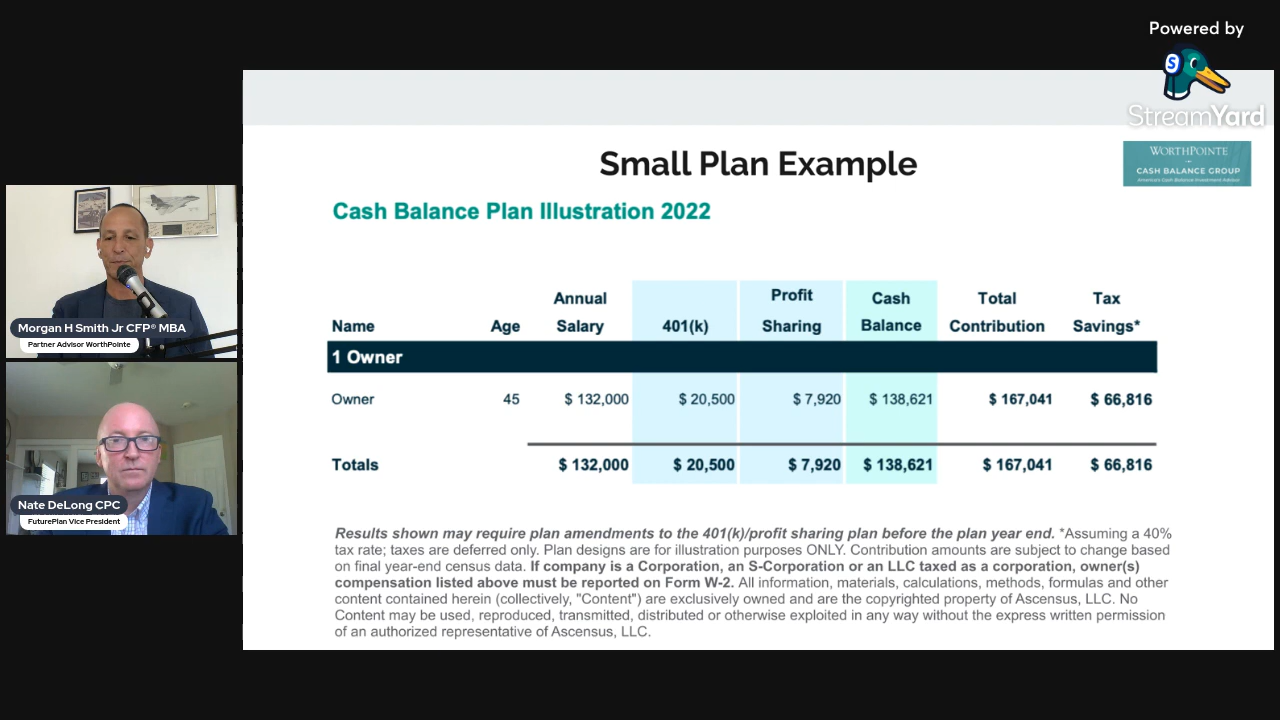 Powered by
S
StreamYard
WORTHPOINTE
CASH BALANCE GROUP
America's Cash Balance Investment Advisor
Small Plan Example
Cash Balance Plan Illustration 2022
Name Age Annual Salary 401(k) Profit Sharing Cash Balance Total Contribution Tax Savings*
1 Owner
Owner 45 $ 132,000 $ 20,500 $ 7,920 $ 138,621 $ 167,041 $ 66,816
Totals $ 132,000 $ 20,500 $ 7,920 $ 138,621 $ 167,041 $ 66,816
Results shown may require plan amendments to the 401(k)/profit sharing plan before the plan year end. *Assuming a 40%
tax rate; taxes are deferred only. Plan designs are for illustration purposes ONLY. Contribution amounts are subject to change based
on final year-end census data. If company is a Corporation, an S-Corporation or an LLC taxed as a corporation, owner(s)
compensation listed above must be reported on Form W-2. All information, materials, calculations, methods, formulas and other
content contained herein (collectively, "Content") are exclusively owned and are the copyrighted property of Ascensus, LLC. No
Content may be used, reproduced, transmitted, distributed or otherwise exploited in any way without the express written permission
of an authorized representative of Ascensus, LLC.
Morgan H Smith Jr CFP® MBA
Partner Advisor WorthPointe
Nate DeLong CPC
FuturePlan Vice President